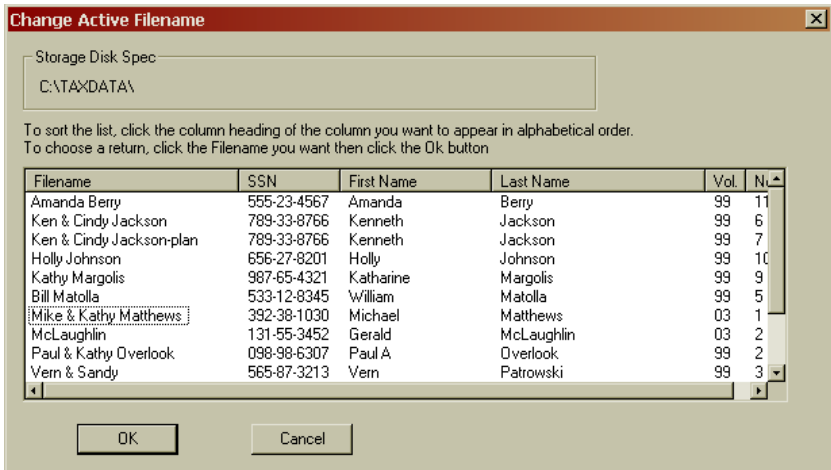 Change Active Filename
Storage Disk Spec
C:\TAXDATA\
To sort the list, click the column heading of the column you want to appear in alphabetical order.
To choose a return, click the Filename you want then click the Ok button
Filename SSN First Name Last Name Vol.
Amanda Berry 555-23-4567 Amanda Berry 99 11
Ken & Cindy Jackson 789-33-8766 Kenneth Jackson 99 6
Ken & Cindy Jackson-plan 789-33-8766 Kenneth Jackson 99 7
Holly Johnson 656-27-8201 Holly Johnson 99 10
Kathy Margolis 987-65-4321 Katharine Margolis 99 9
Bill Matolla 533-12-8345 William Matolla 99 5
Mike & Kathy Matthews 392-38-1030 Michael Matthews 03 1
McLaughlin 131-55-3452 Gerald McLaughlin 03 2
Paul & Kathy Overlook 098-98-6307 Paul A Overlook 99 2
Vern & Sandy 565-87-3213 Vern Patrowski 99 3
OK Cancel